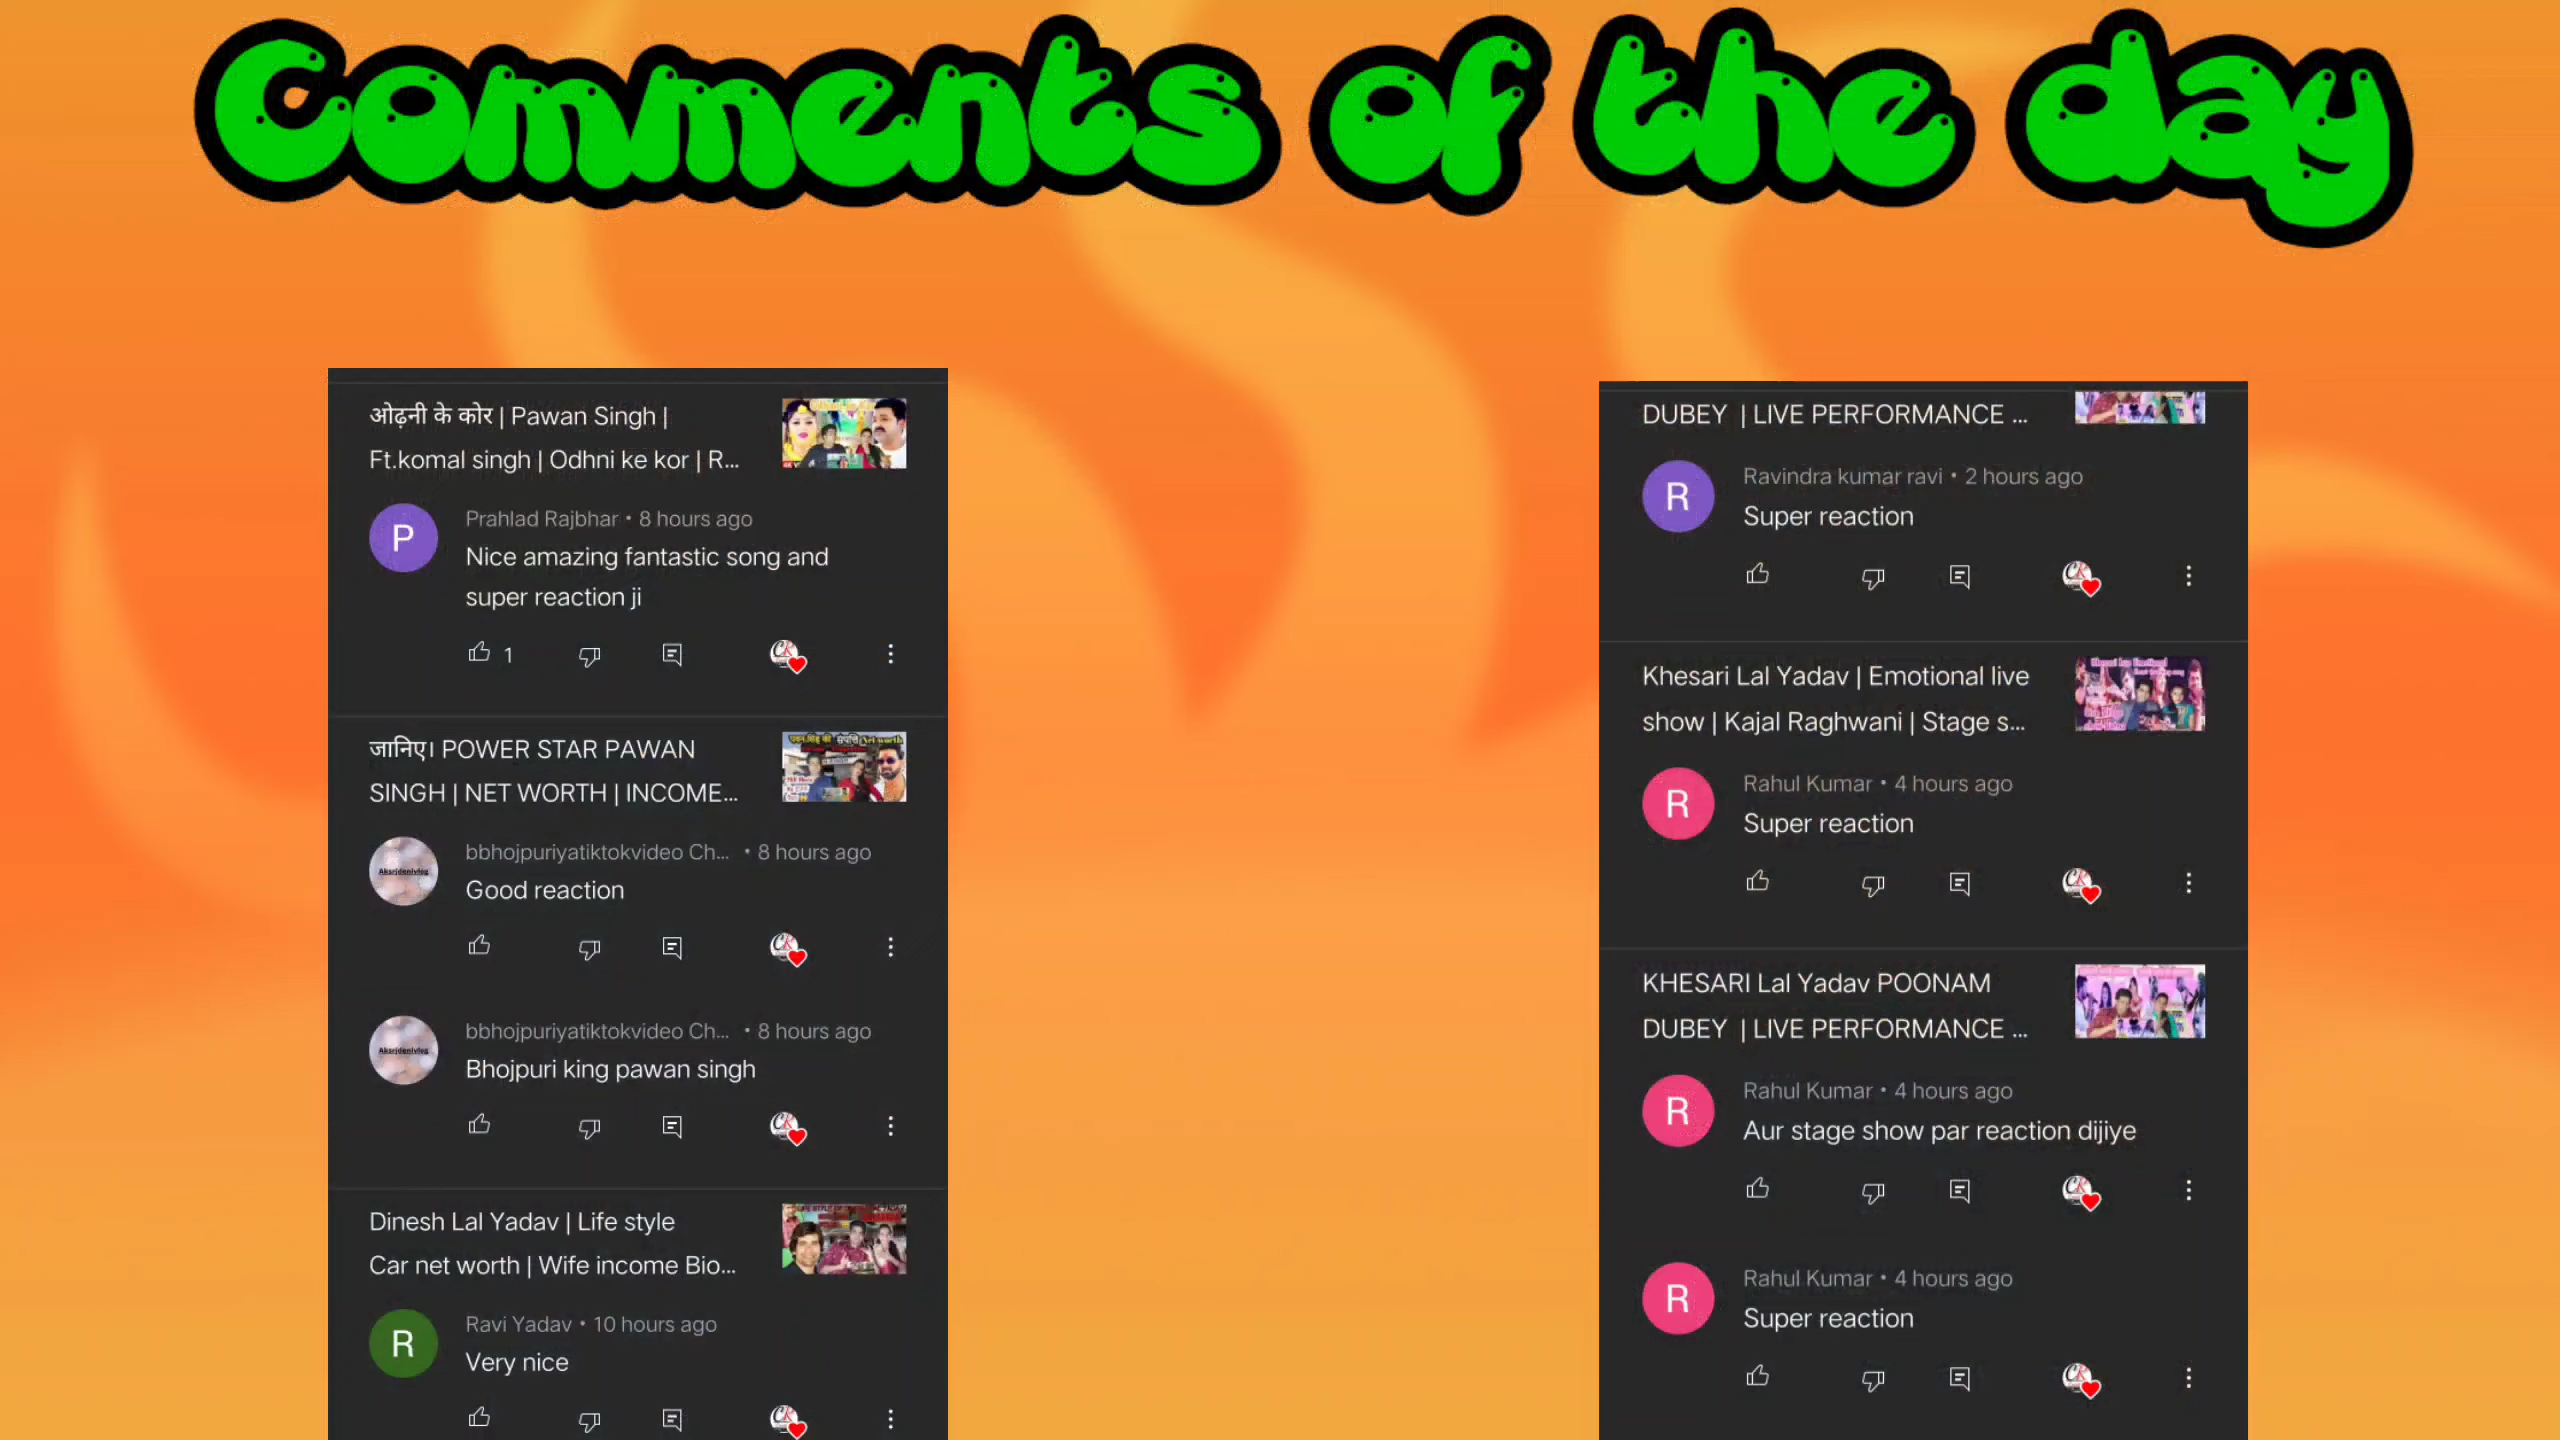 Comments of the day
ओढ़नी के कोर | Pawan Singh |
Ft.komal singh | Odhni ke kor | R...
P
Prahlad Rajbhar • 8 hours ago
Nice amazing fantastic song and
super reaction ji
1
जानिए। POWER STAR PAWAN
SINGH | NET WORTH | INCOME...
bbhojpuriyatiktokvideo Ch... • 8 hours ago
Good reaction
bbhojpuriyatiktokvideo Ch... • 8 hours ago
Bhojpuri king pawan singh
Dinesh Lal Yadav | Life style
Car net worth | Wife income Bio...
R
Ravi Yadav • 10 hours ago
Very nice
DUBEY | LIVE PERFORMANCE ...
R
Ravindra kumar ravi • 2 hours ago
Super reaction
Khesari Lal Yadav | Emotional live
show | Kajal Raghwani | Stage s...
R
Rahul Kumar • 4 hours ago
Super reaction
KHESARI Lal Yadav POONAM
DUBEY | LIVE PERFORMANCE ...
R
Rahul Kumar • 4 hours ago
Aur stage show par reaction dijiye
R
Rahul Kumar • 4 hours ago
Super reaction